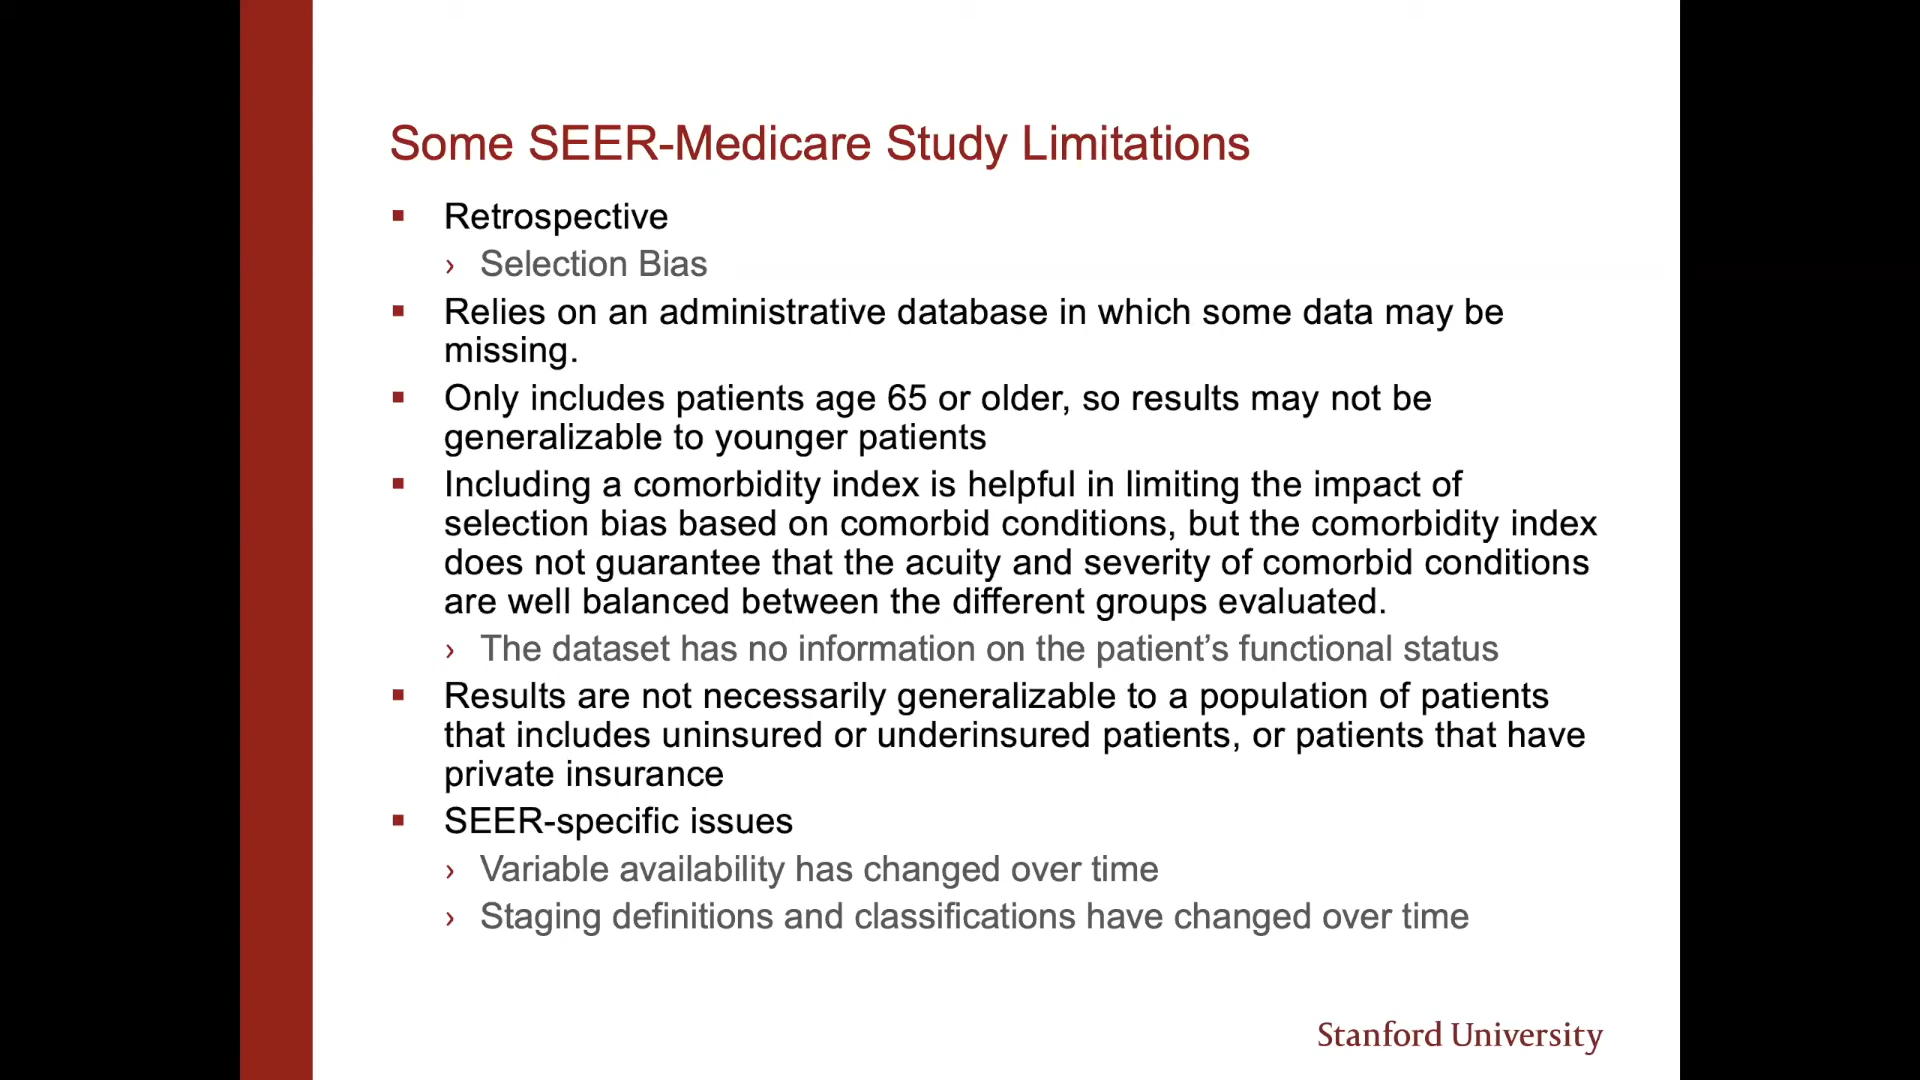 Some SEER-Medicare Study Limitations
▪ Retrospective
› Selection Bias
▪ Relies on an administrative database in which some data may be
missing.
▪ Only includes patients age 65 or older, so results may not be
generalizable to younger patients
▪ Including a comorbidity index is helpful in limiting the impact of
selection bias based on comorbid conditions, but the comorbidity index
does not guarantee that the acuity and severity of comorbid conditions
are well balanced between the different groups evaluated.
› The dataset has no information on the patient’s functional status
▪ Results are not necessarily generalizable to a population of patients
that includes uninsured or underinsured patients, or patients that have
private insurance
▪ SEER-specific issues
› Variable availability has changed over time
› Staging definitions and classifications have changed over time
Stanford University